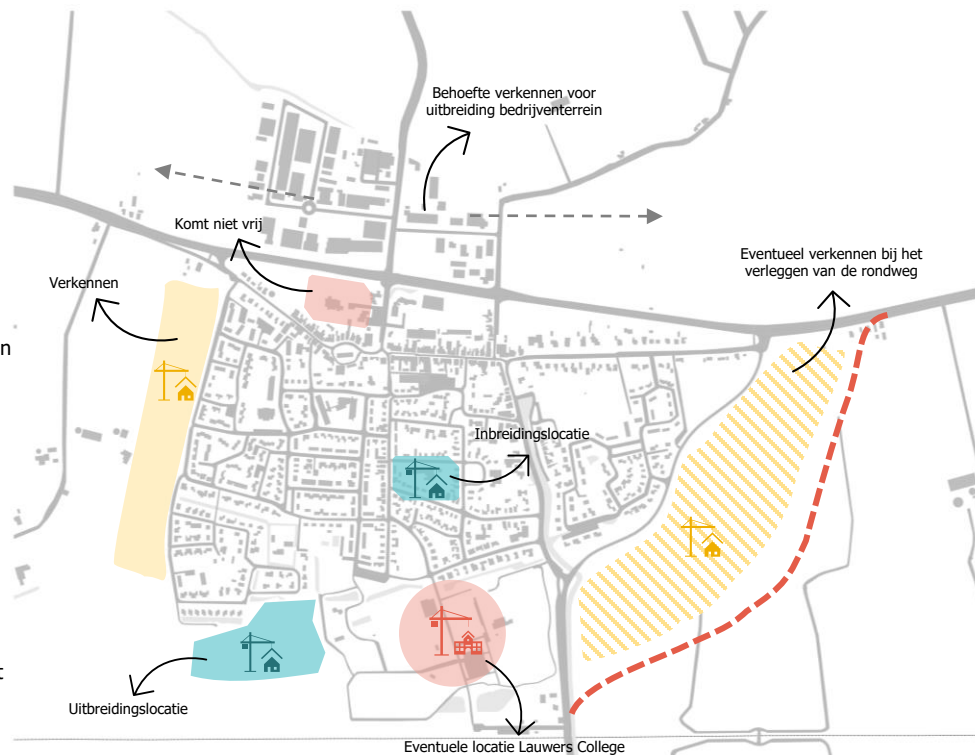 Behoefte verkennen voor
uitbreiding bedrijventerrein
Komt niet vrij
Eventueel verkennen bij het
verleggen van de rondweg
Verkennen
n
Inbreidingslocatie
t
Uitbreidingslocatie
Eventuele locatie Lauwers College